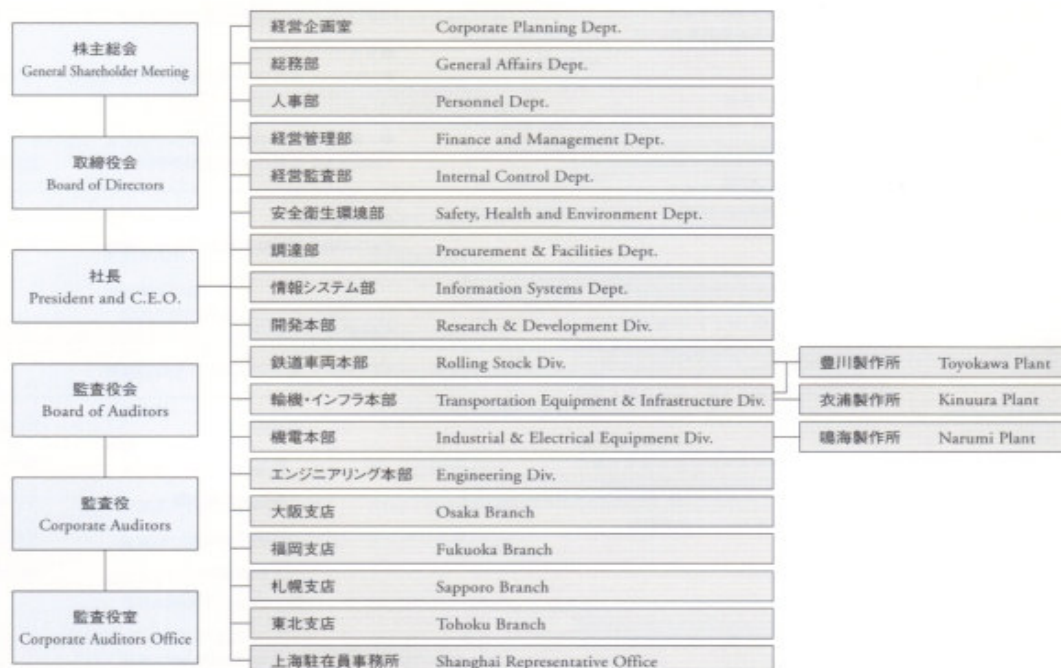 株主総会
General Shareholder Meeting
取締役会
Board of Directors
社長
President and C.E.O.
監査役会
Board of Auditors
監査役
Corporate Auditors
監査役室
Corporate Auditors Office
経営企画室 Corporate Planning Dept.
総務部 General Affairs Dept.
人事部 Personnel Dept.
経営管理部 Finance and Management Dept.
経営監査部 Internal Control Dept.
安全衛生環境部 Safety, Health and Environment Dept.
調達部 Procurement & Facilities Dept.
情報システム部 Information Systems Dept.
開発本部 Research & Development Div.
鉄道車両本部 Rolling Stock Div.
輸機・インフラ本部 Transportation Equipment & Infrastructure Div.
機電本部 Industrial & Electrical Equipment Div.
エンジニアリング本部 Engineering Div.
大阪支店 Osaka Branch
福岡支店 Fukuoka Branch
札幌支店 Sapporo Branch
東北支店 Tohoku Branch
上海駐在員事務所 Shanghai Representative Office
豊川製作所 Toyokawa Plant
衣浦製作所 Kinuura Plant
鳴海製作所 Narumi Plant